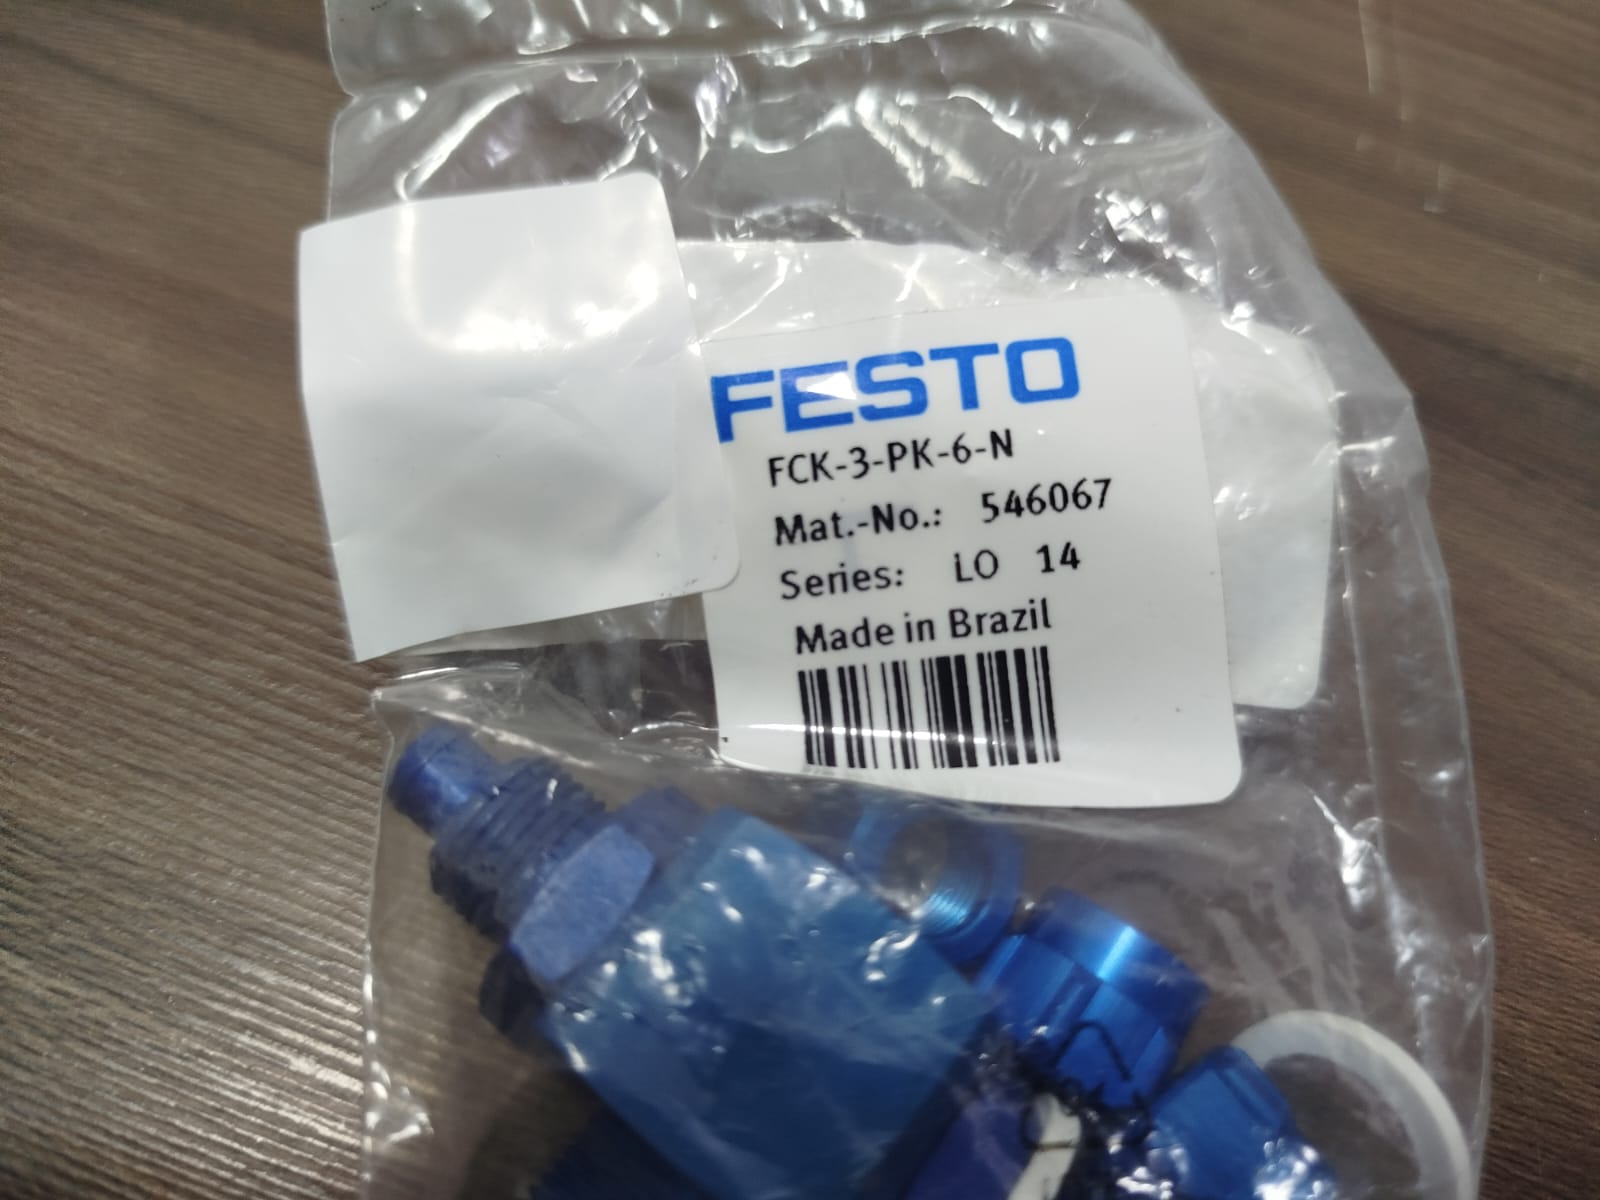 FESTO
FCK-3-PK-6-N
Mat.-No.: 546067
Series: LO 14
Made in Brazil